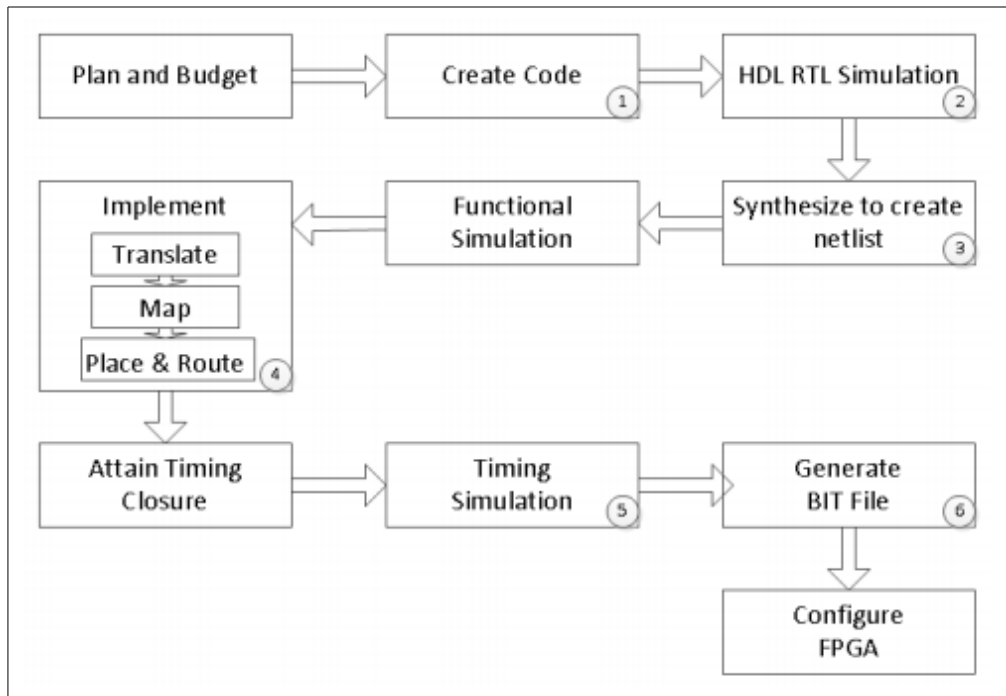 Plan and Budget
Create Code
1
HDL RTL Simulation
2
Synthesize to create
netlist
3
Functional
Simulation
Implement
Translate
Map
Place & Route
4
Attain Timing
Closure
Timing
Simulation
5
Generate
BIT File
6
Configure
FPGA